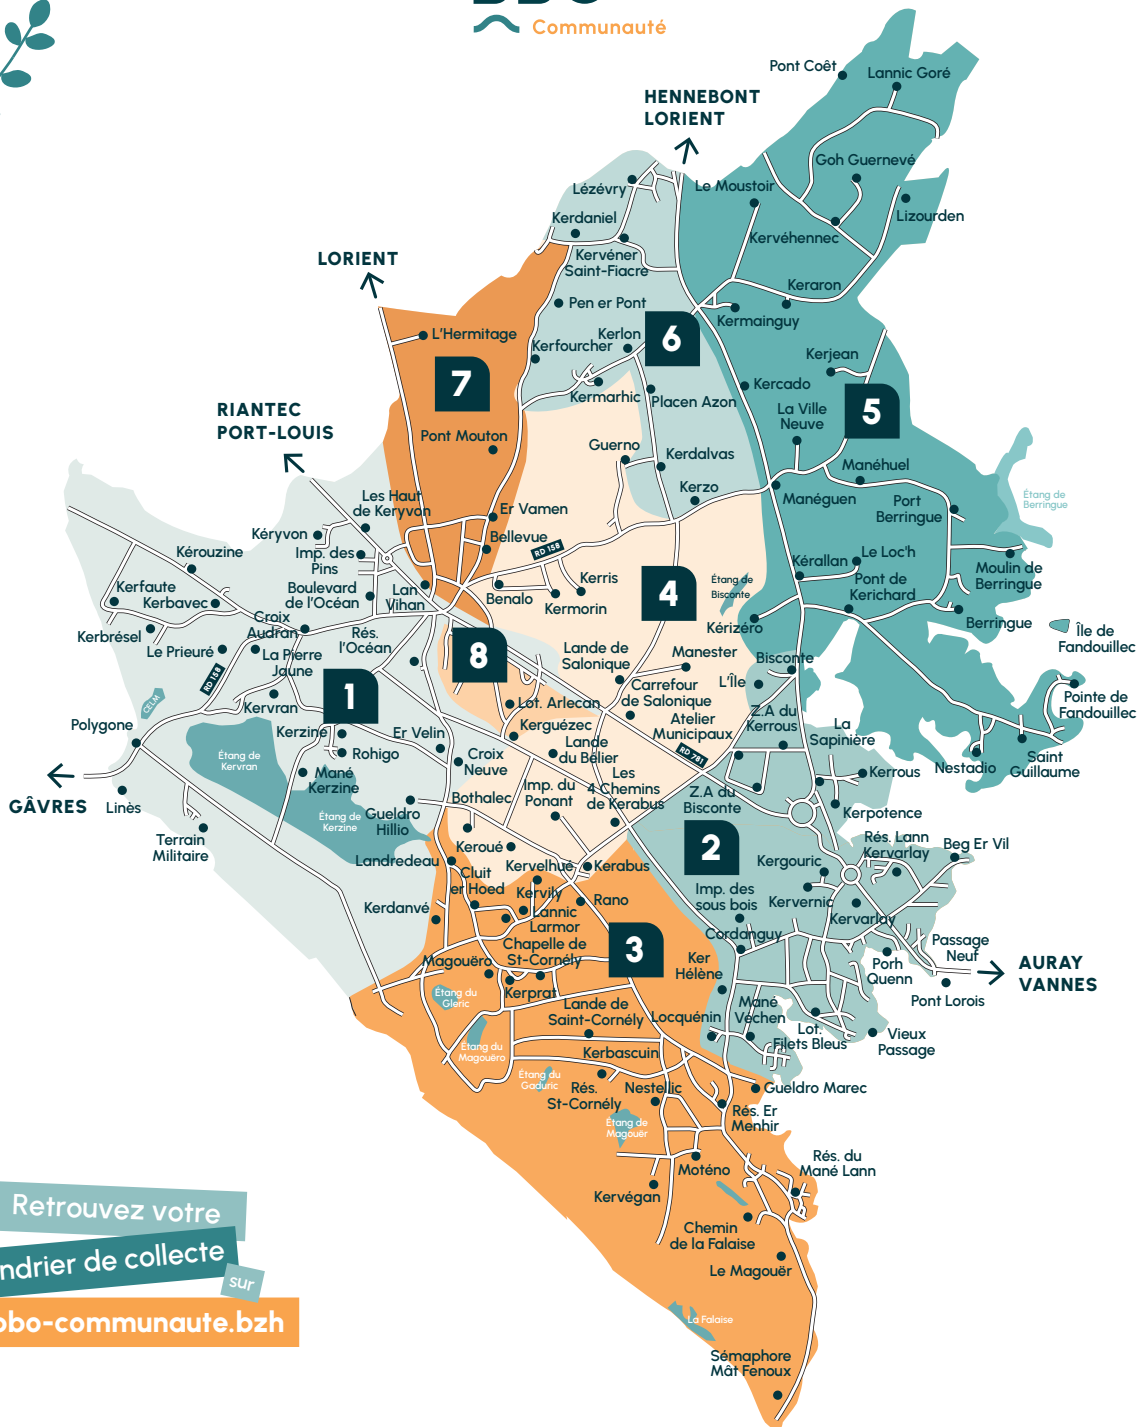 Communauté
Pont Coêt
Lannic Goré
HENNEBONT
LORIENT
Goh Guernevé
Lézévry
Le Moustoir
Lizourden
Kerdaniel
Kervéhennec
LORIENT
Kervéner
Saint-Fiacre
Keraron
Pen er Pont
Kermainguy
L'Hermitage
Kerlon
6
Kerfourcher
Kerjean
7
Kermarhic
Placen Azon
Kercado
5
RIANTEC
PORT-LOUIS
La Ville
Neuve
Pont Mouton
Guerno
Kerdalvas
Manéhuel
Les Haut
de Keryvon
Kerzo
Manéguen
Port
Berringue
Étang de
Berringue
Er Vamen
Kéryvon
Bellevue
RD 158
Kérouzine
Imp. des
Pins
Kérallan
Le Loc'h
Moulin de
Berringue
Kerfaute
Kerbavec
Boulevard
de l'Océan
Lan
Vihan
Benalo
Kerris
Kermorin
4
Étang de
Bisconte
Pont de
Kerichard
Croix
Audran
Kerbrésel
Rés.
l'Océan
Kérizéro
Berringue
Île de
Fandouillec
Le Prieuré
La Pierre
Jaune
8
Lande de
Salonique
Manester
Bisconte
RD 158
1
L'Île
CELM
Kervran
Lot. Arlecan
Carrefour
de Salonique
Pointe de
Fandouillec
Polygone
Kerzine
Er Velin
Kerguézec
Atelier
Municipaux
Z.A du
Kerrous
La
Sapinière
Étang de
Kervran
Rohigo
Croix
Neuve
Lande
du Bélier
RD 781
Kerrous
Nestadio
Saint
Guillaume
GÂVRES
Mané
Kerzine
Linès
Bothalec
Imp. du
Ponant
Les
4 Chemins
de Kerabus
Z.A du
Bisconte
Kerpotence
Étang de
Kerzine
Gueldro
Hillio
Terrain
Militaire
Keroué
2
Rés. Lann
Kervarlay
Beg Er Vil
Landredeau
Kervelhué
Kerabus
Kergouric
Cluit
er Hoed
Kervily
Rano
Imp. des
sous bois
Kervernic
Kerdanvé
Lannic
Larmor
Kervarlay
Cordanguy
Passage
Neuf
Chapelle de
St-Cornély
3
Magouëro
Ker
Hélène
Porh
Quenn
AURAY
VANNES
Kerprat
Étang du
Gleric
Lande de
Saint-Cornély
Locquénin
Mané
Vechen
Pont Lorois
Lot.
Filets Bleus
Vieux
Passage
Étang du
Magouëro
Kerbascuin
Étang du
Gaduric
Rés.
St-Cornély
Nestellic
Gueldro Marec
Rés. Er
Menhir
Étang de
Magouër
Moténo
Rés. du
Mané Lann
Kervégan
Retrouvez votre
ndrier de collecte
sur
bbo-communaute.bzh
Chemin
de la Falaise
Le Magouër
La Falaise
Sémaphore
Mât Fenoux